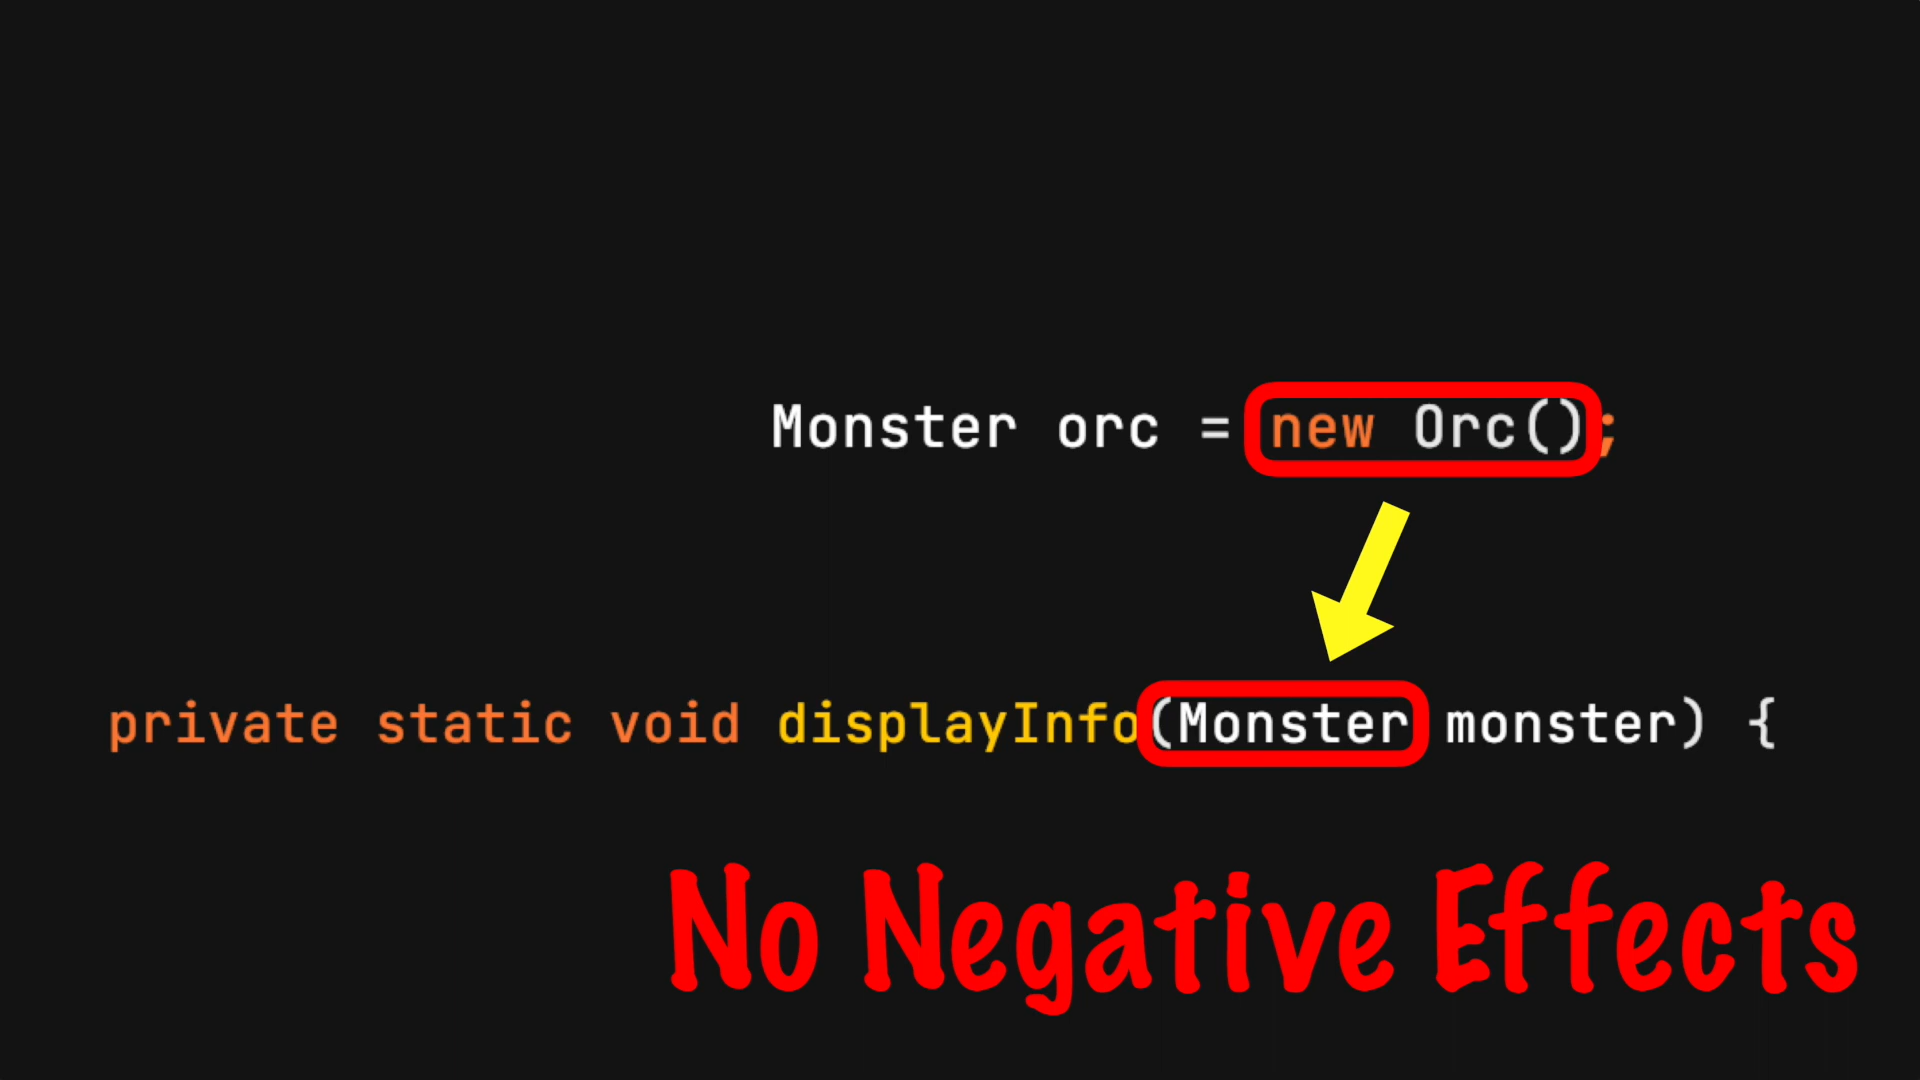 Monster orc = new Orc();
private static void displayInfo(Monster monster) {
No Negative Effects